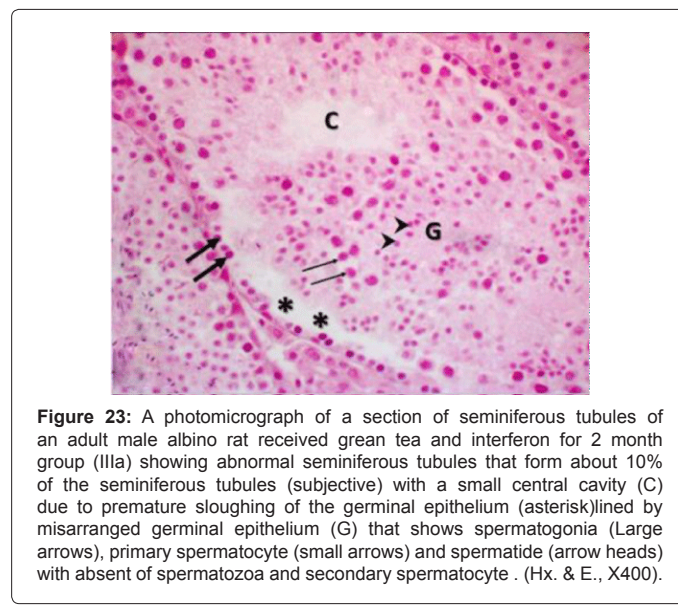 C
G
* *
Figure 23: A photomicrograph of a section of seminiferous tubules of
an adult male albino rat received grean tea and interferon for 2 month
group (IIIa) showing abnormal seminiferous tubules that form about 10%
of the seminiferous tubules (subjective) with a small central cavity (C)
due to premature sloughing of the germinal epithelium (asterisk)lined by
misarranged germinal epithelium (G) that shows spermatogonia (Large
arrows), primary spermatocyte (small arrows) and spermatide (arrow heads)
with absent of spermatozoa and secondary spermatocyte . (Hx. & E., X400).